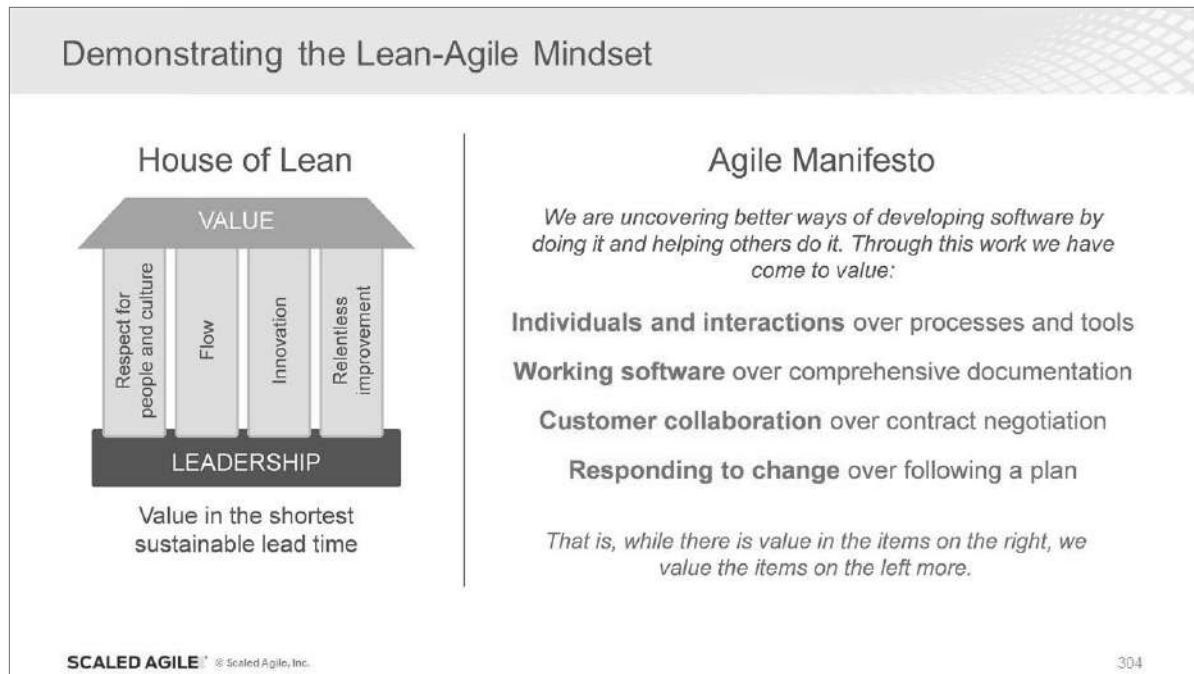 Demonstrating the Lean-Agile Mindset
House of Lean
VALUE
Respect for
people and culture
Flow
Innovation
Relentless
improvement
LEADERSHIP
Value in the shortest
sustainable lead time
Agile Manifesto
We are uncovering better ways of developing software by
doing it and helping others do it. Through this work we have
come to value:
Individuals and interactions over processes and tools
Working software over comprehensive documentation
Customer collaboration over contract negotiation
Responding to change over following a plan
That is, while there is value in the items on the right, we
value the items on the left more.
SCALED AGILE © Scaled Agile, Inc.
304